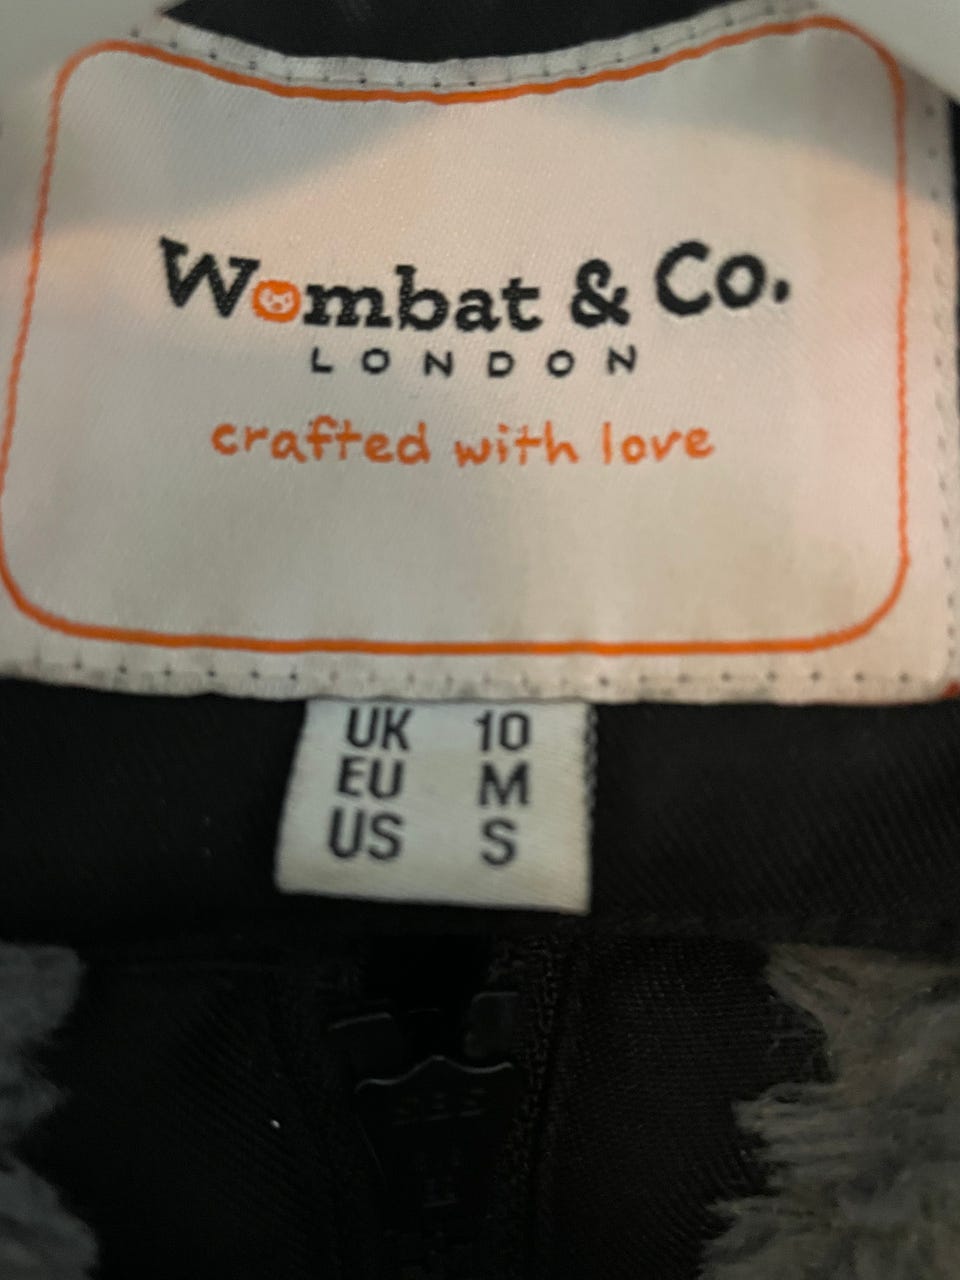 Wombat & Co.
LONDON
crafted with love
UK 10
EU M
US S